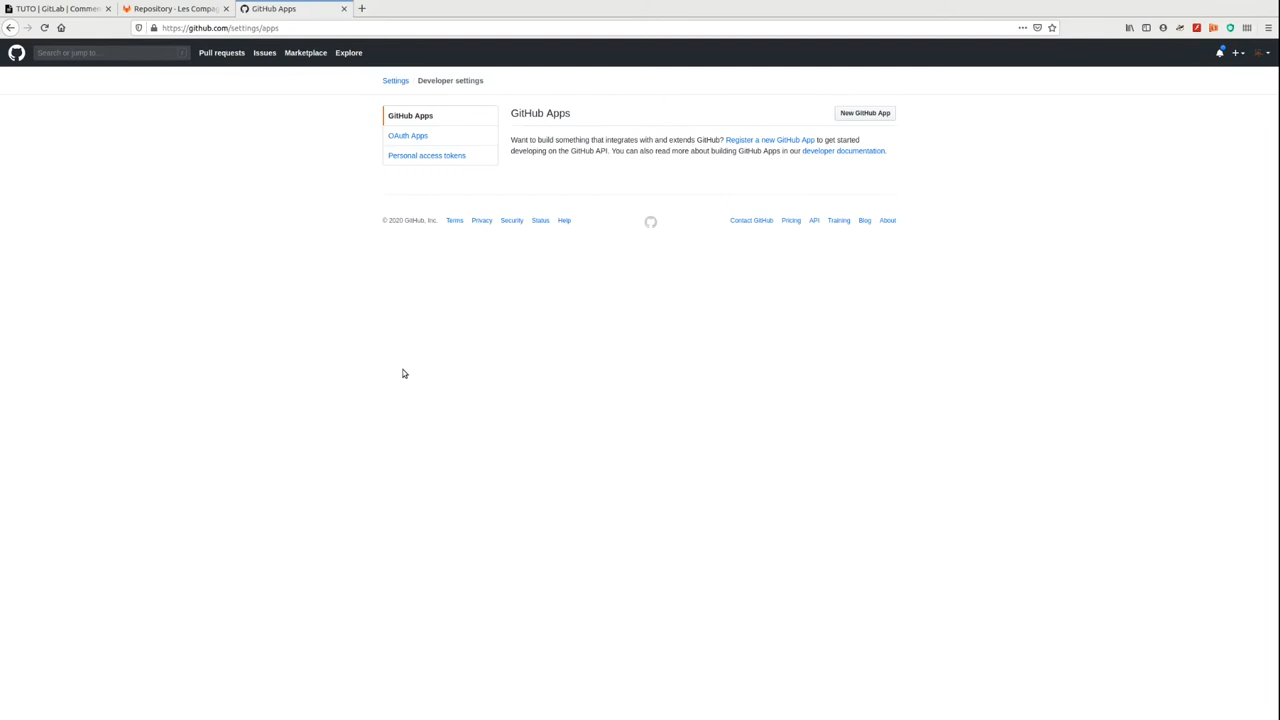 TUTO | GitLab | Commen
Repository · Les Compag
GitHub Apps
https://github.com/settings/apps
Search or jump to...
/
Pull requests
Issues
Marketplace
Explore
Settings
Developer settings
GitHub Apps
OAuth Apps
Personal access tokens
GitHub Apps
New GitHub App
Want to build something that integrates with and extends GitHub? Register a new GitHub App to get started
developing on the GitHub API. You can also read more about building GitHub Apps in our developer documentation.
© 2020 GitHub, Inc.
Terms
Privacy
Security
Status
Help
Contact GitHub
Pricing
API
Training
Blog
About